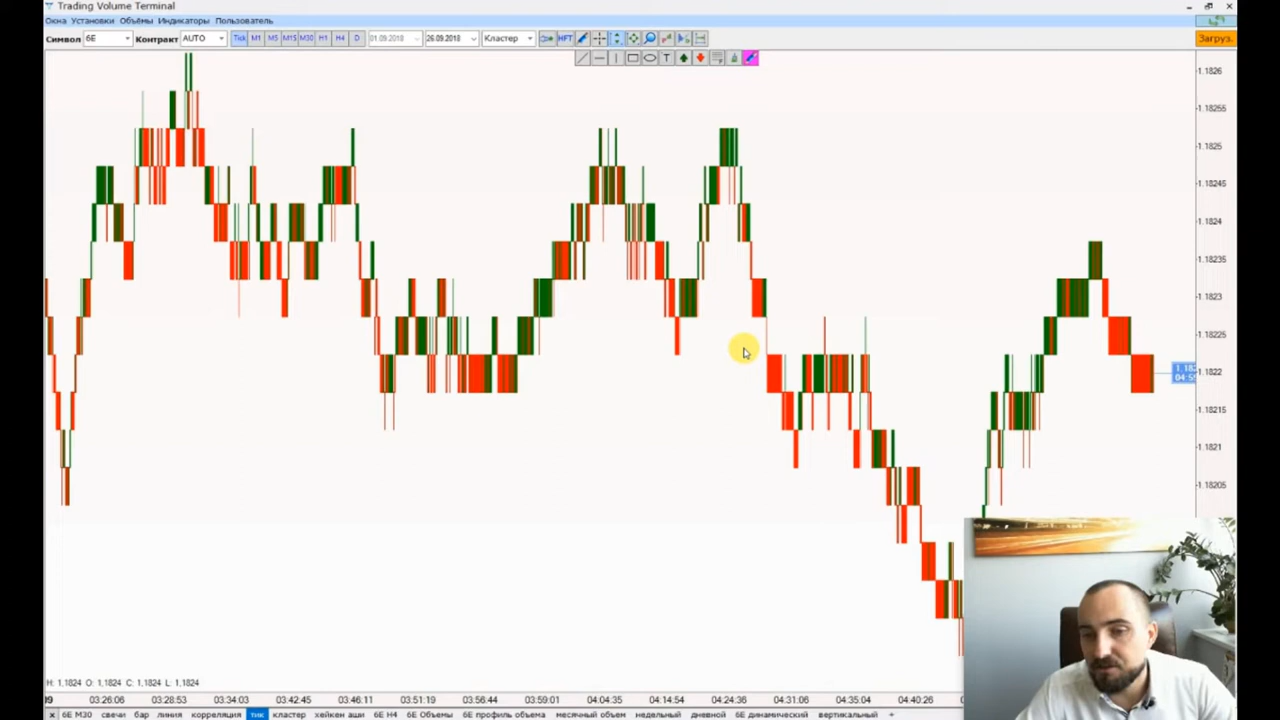 Trading Volume Terminal
Окна Установки Объёмы Индикаторы Пользователь
Символ 6E Контракт AUTO Tick M1 M5 M15 M30 H1 H4 D 01.09.2018 26.09.2018 Кластер HFT Загруз.
T
1.1826
1.18255
1.1825
1.18245
1.1824
1.18235
1.1823
1.18225
1.1822
1.18215
1.1821
1.18205
H: 1,1824 O: 1,1824 C: 1,1824 L: 1,1824
03:26:06 03:28:53 03:34:03 03:42:45 03:46:11 03:51:19 03:56:44 03:59:01 04:04:35 04:14:54 04:24:36 04:31:06 04:35:04 04:40:26
x 6E M30 свечи бар линия корреляция тик кластер хейкен аши 6E H4 6E Объемы 6E профиль объема месячный объем недельный дневной 6E динамический вертикальный +